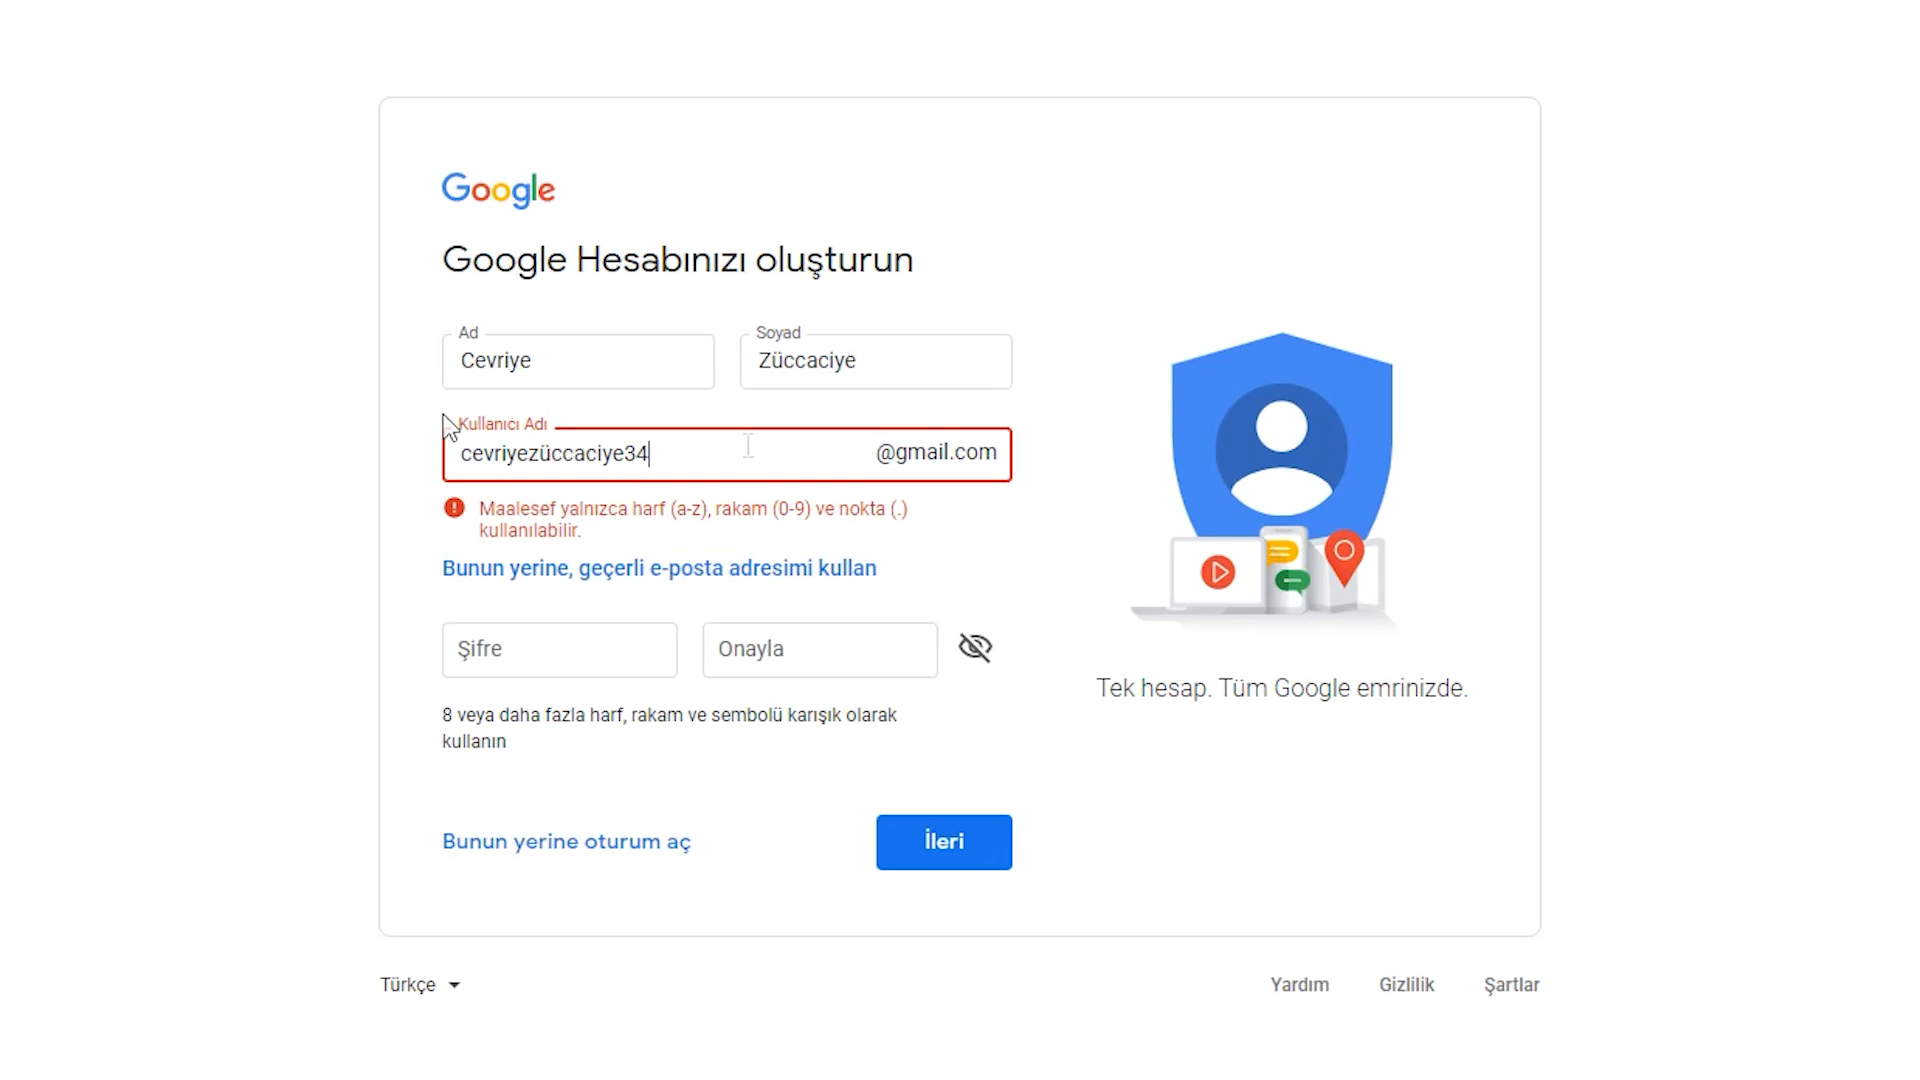 Google
Google Hesabınızı oluşturun
Ad
Soyad
Cevriye
Züccaciye
Kullanıcı Adı
cevriyezüccaciye34
@gmail.com
Maalesef yalnızca harf (a-z), rakam (0-9) ve nokta (.)
kullanılabilir.
Bunun yerine, geçerli e-posta adresimi kullan
Şifre
Onayla
8 veya daha fazla harf, rakam ve sembolü karışık olarak
kullanın
Bunun yerine oturum aç
İleri
Tek hesap. Tüm Google emrinizde.
Türkçe
Yardım
Gizlilik
Şartlar